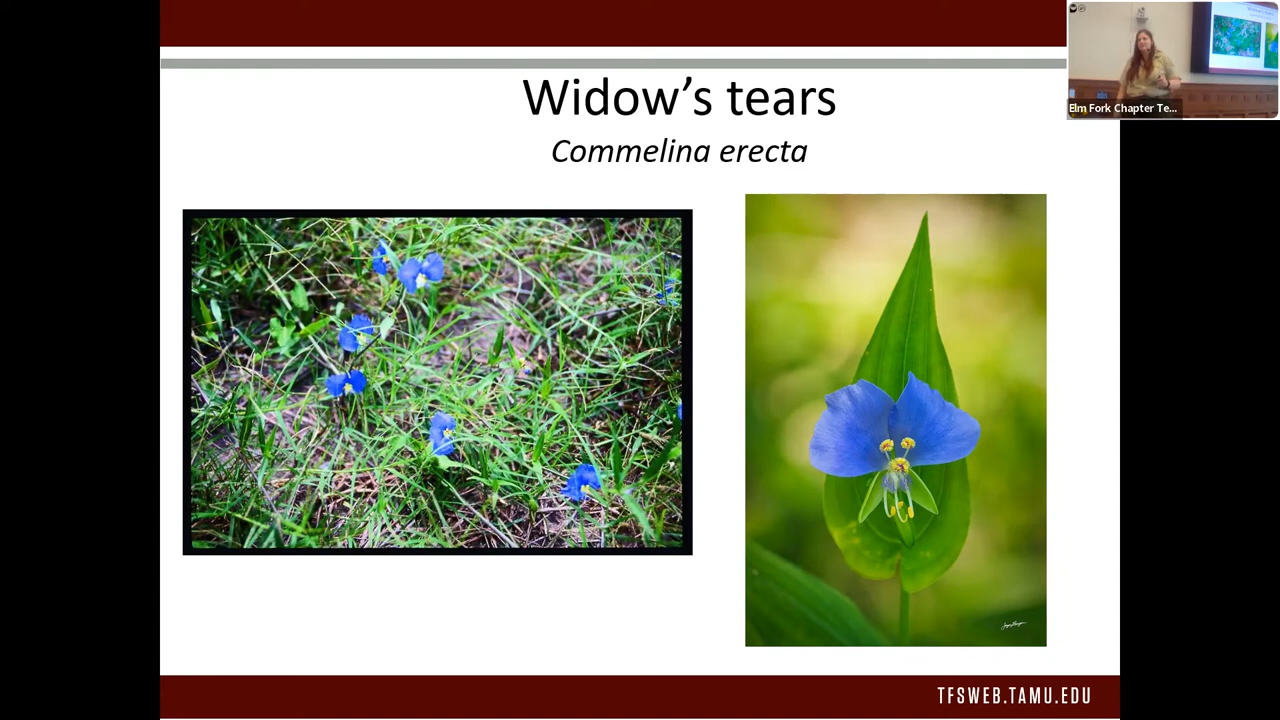 Widow’s tears
Commelina erecta
Elm Fork Chapter Te...
TFSWEB.TAMU.EDU